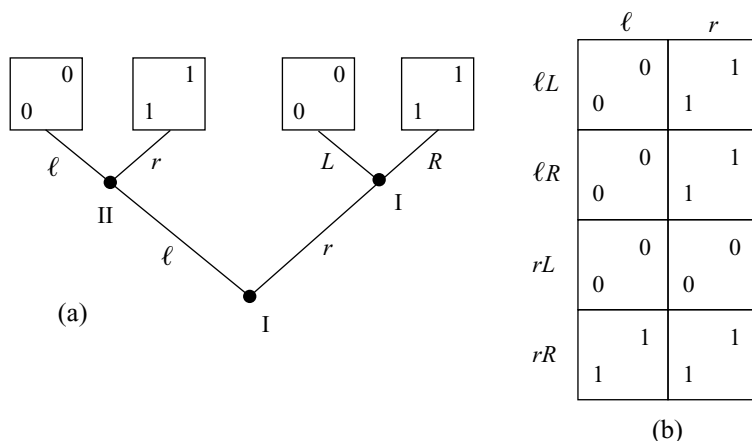 0 1 0 1
0 1 0 1
ℓ r L R
II I
ℓ r
I
(a)
ℓ r
0 1
ℓL
0 1
0 1
ℓR
0 1
0 0
rL
0 0
1 1
rR
1 1
(b)